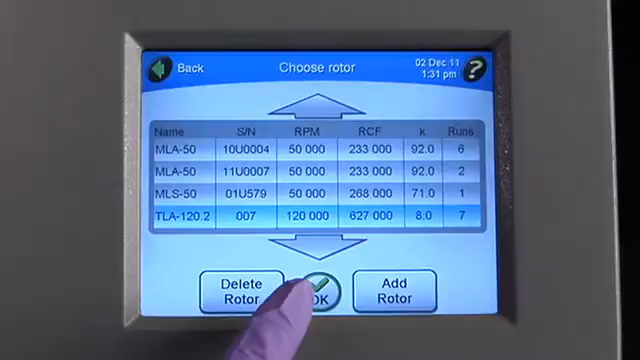 Back Choose rotor 02 Dec 11 ?
1:31 pm
Name S/N RPM RCF k Runs
MLA-50 10U0004 50 000 233 000 92.0 6
MLA-50 11U0007 50 000 233 000 92.0 2
MLS-50 01U579 50 000 268 000 71.0 1
TLA-120.2 007 120 000 627 000 8.0 7
Delete OK Add
Rotor Rotor